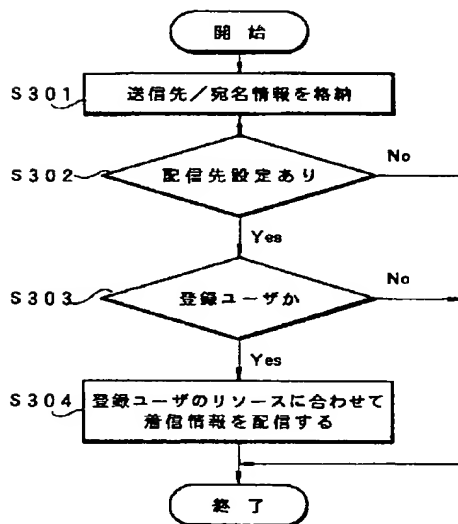 開始
S301
送信先／宛名情報を格納
S302
配信先設定あり
No
Yes
S303
登録ユーザか
No
Yes
S304
登録ユーザのリソースに合わせて
着信情報を配信する
終了